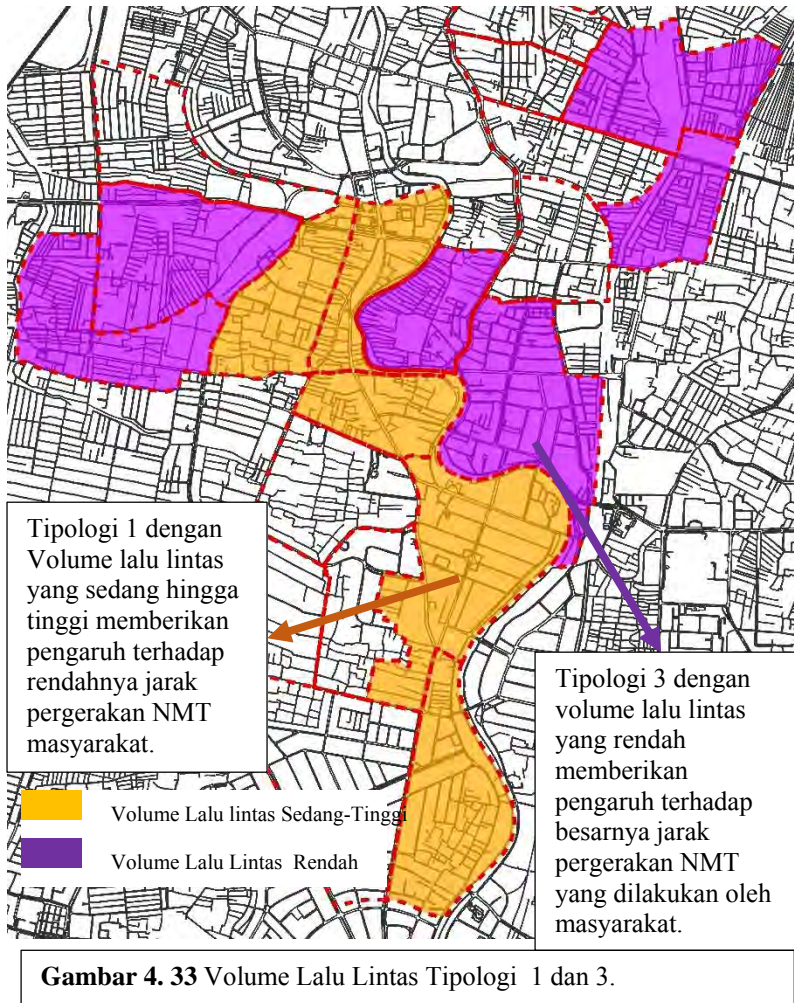 Tipologi 1 dengan
Volume lalu lintas
yang sedang hingga
tinggi memberikan
pengaruh terhadap
rendahnya jarak
pergerakan NMT
masyarakat.
Tipologi 3 dengan
volume lalu lintas
yang rendah
memberikan
pengaruh terhadap
besarnya jarak
pergerakan NMT
yang dilakukan oleh
masyarakat.
Volume Lalu lintas Sedang-Tinggi
Volume Lalu Lintas Rendah
Gambar 4. 33 Volume Lalu Lintas Tipologi 1 dan 3.